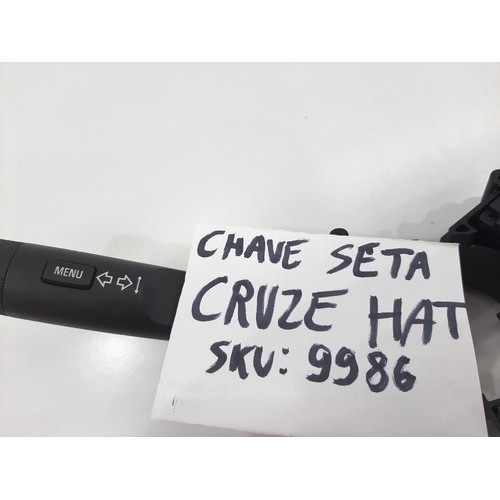 MENU
CHAVE SETA
CRUZE HAT
SKU: 9986